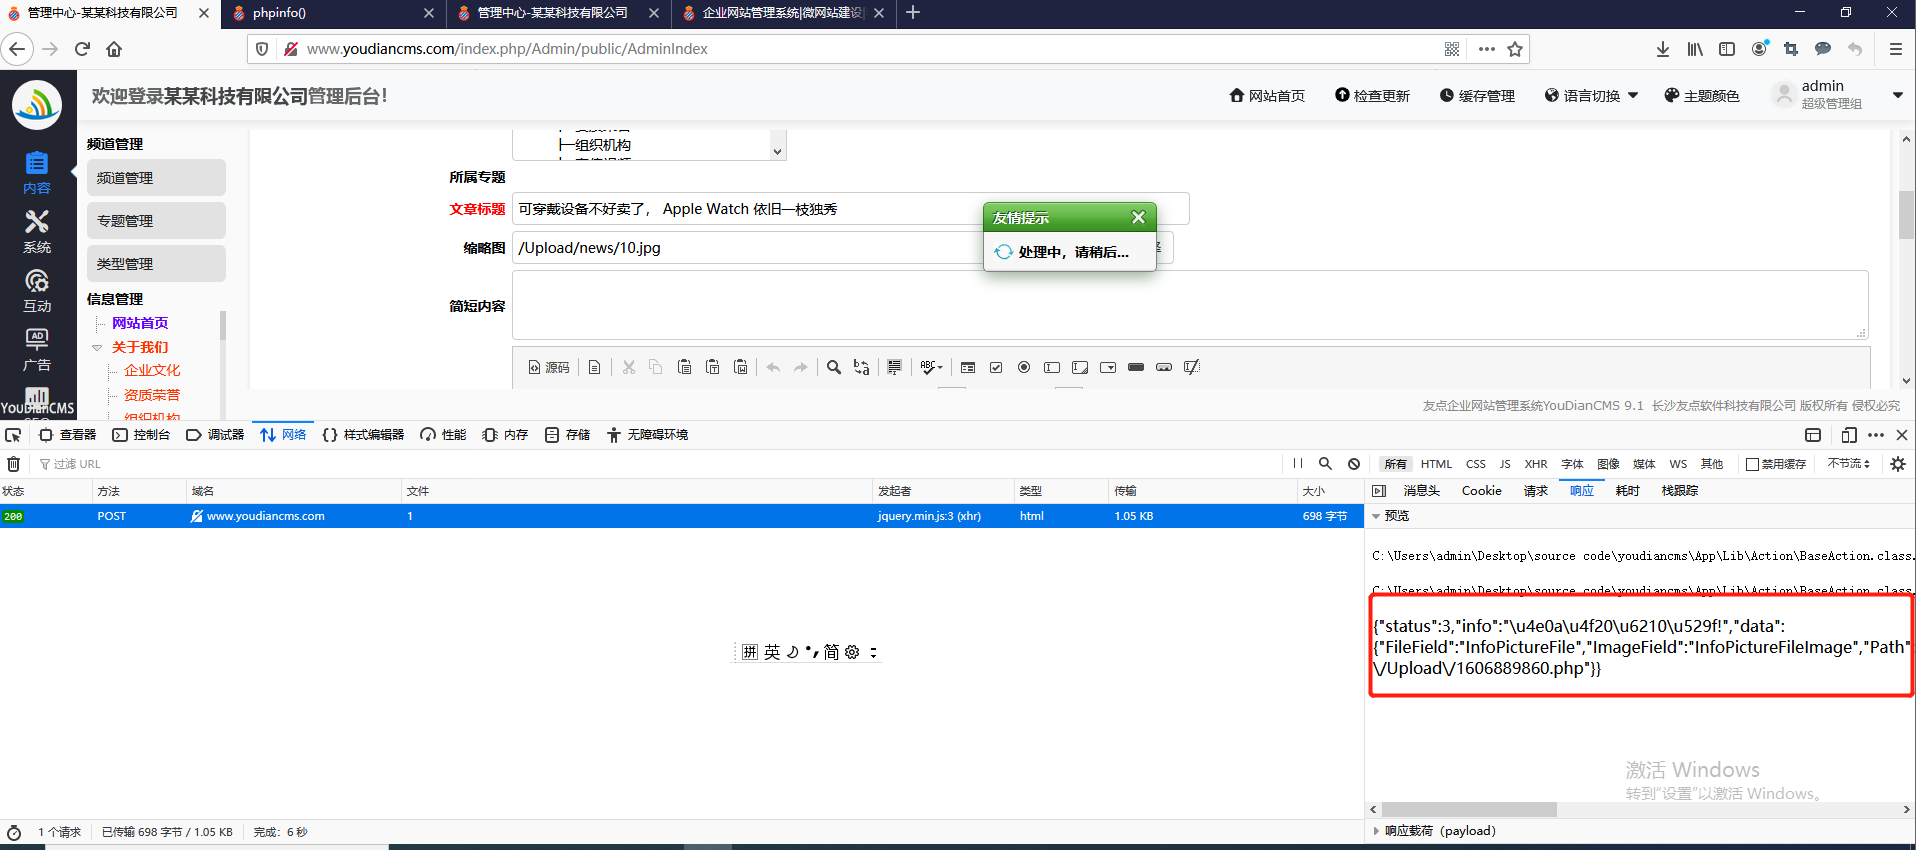 管理中心-某某科技有限公司
phpinfo()
管理中心-某某科技有限公司
企业网站管理系统|微网站建设
www.youdiancms.com/index.php/Admin/public/AdminIndex
欢迎登录某某科技有限公司管理后台!
网站首页 检查更新 缓存管理 语言切换 主题颜色
admin
超级管理组
内容
系统
互动
AD
广告
YouDianCMS
频道管理
频道管理
专题管理
类型管理
信息管理
网站首页
关于我们
企业文化
资质荣誉
组织机构
├─组织机构
所属专题
文章标题 可穿戴设备不好卖了， Apple Watch 依旧一枝独秀
缩略图 /Upload/news/10.jpg
友情提示
处理中，请稍后...
简短内容
源码
友点企业网站管理系统YouDianCMS 9.1 长沙友点软件科技有限公司 版权所有 侵权必究
查看器 控制台 调试器 网络 样式编辑器 性能 内存 存储 无障碍环境
过滤 URL
所有 HTML CSS JS XHR 字体 图像 媒体 WS 其他 禁用缓存 不节流
状态 方法 域名 文件 发起者 类型 传输 大小
200 POST www.youdiancms.com 1 jquery.min.js:3 (xhr) html 1.05 KB 698 字节
消息头 Cookie 请求 响应 耗时 栈跟踪
预览
C:\Users\admin\Desktop\source code\youdiancms\App\Lib\Action\BaseAction.class.
C:\Users\admin\Desktop\source code\youdiancms\App\Lib\Action\BaseAction.class.
{"status":3,"info":"\u4e0a\u4f20\u6210\u529f!","data":
{"FileField":"InfoPictureFile","ImageField":"InfoPictureFileImage","Path"
\/Upload\/1606889860.php"}}
拼 英 简
激活 Windows
转到"设置"以激活 Windows。
响应载荷（payload）
1 个请求 已传输 698 字节 / 1.05 KB 完成：6 秒